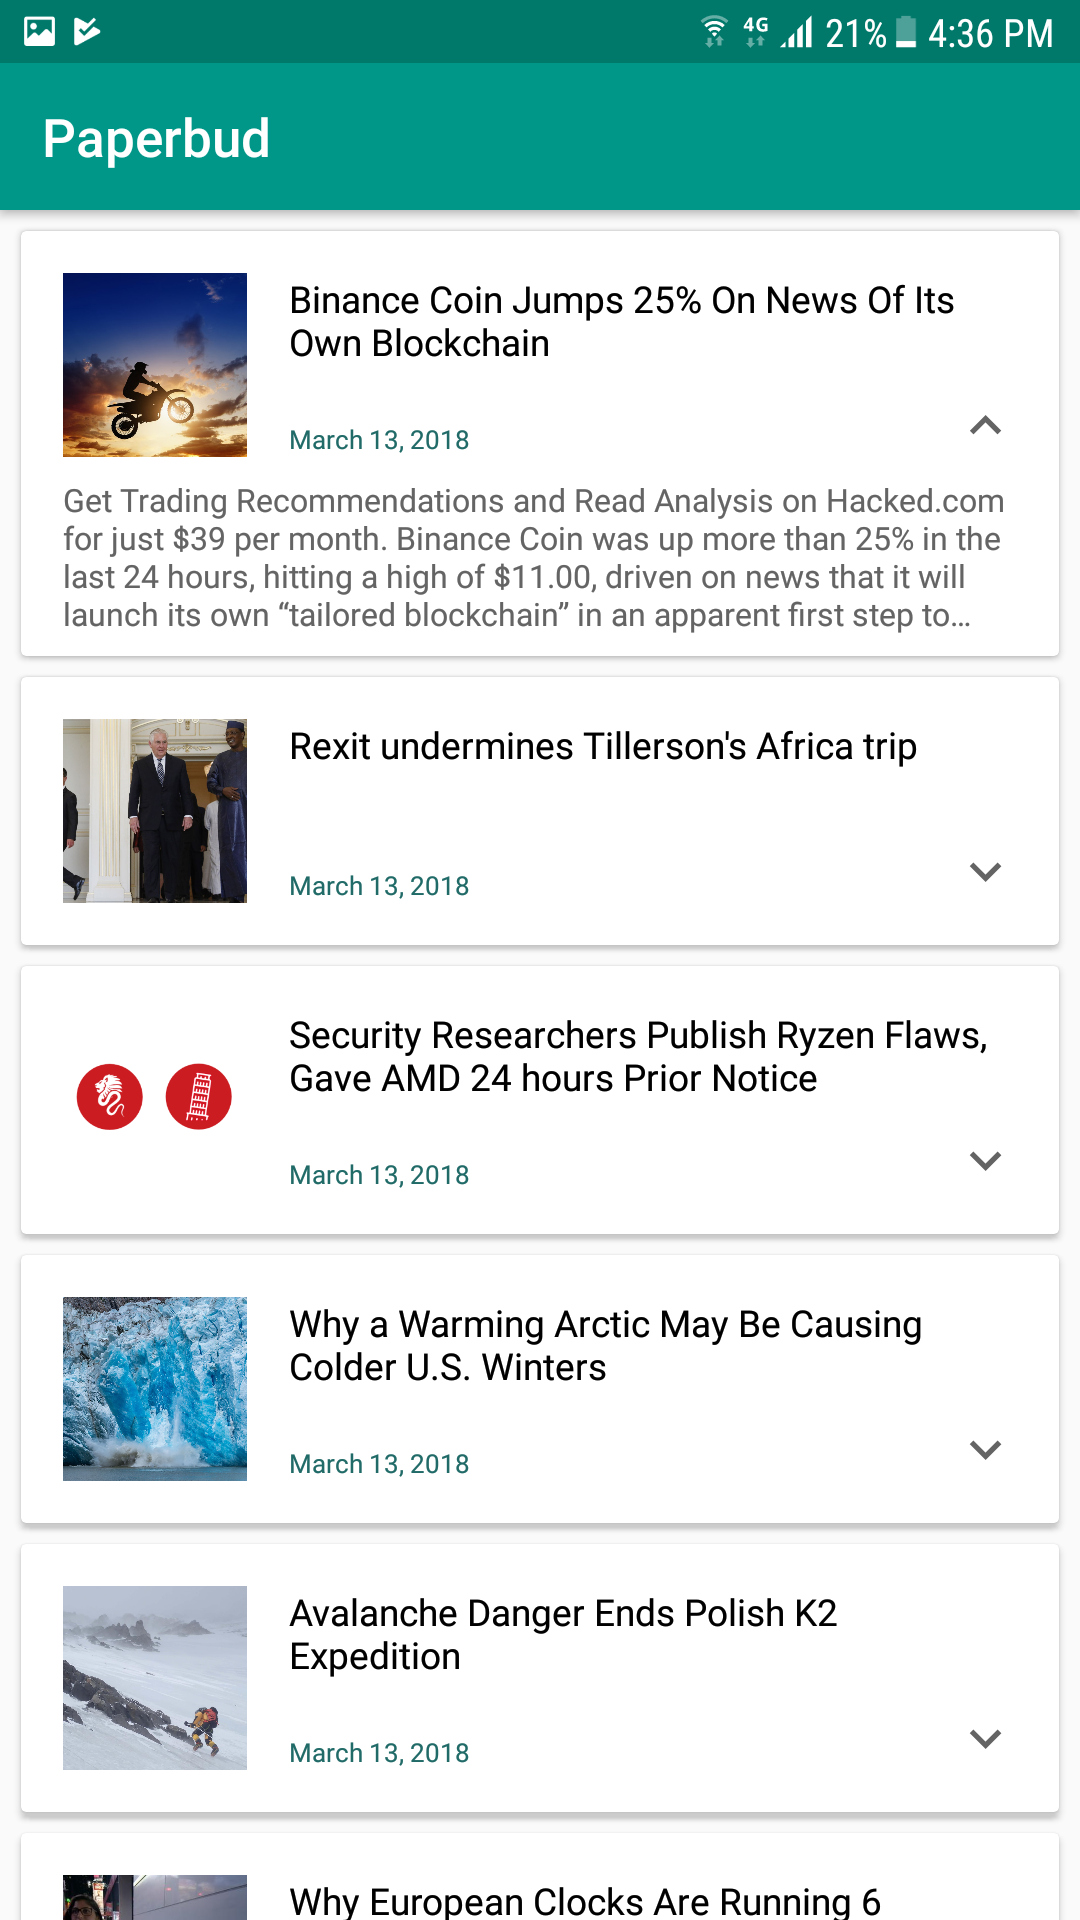 4G 21% 4:36 PM
Paperbud
Binance Coin Jumps 25% On News Of Its
Own Blockchain
March 13, 2018
Get Trading Recommendations and Read Analysis on Hacked.com
for just $39 per month. Binance Coin was up more than 25% in the
last 24 hours, hitting a high of $11.00, driven on news that it will
launch its own “tailored blockchain” in an apparent first step to…
Rexit undermines Tillerson's Africa trip
March 13, 2018
Security Researchers Publish Ryzen Flaws,
Gave AMD 24 hours Prior Notice
March 13, 2018
Why a Warming Arctic May Be Causing
Colder U.S. Winters
March 13, 2018
Avalanche Danger Ends Polish K2
Expedition
March 13, 2018
Why European Clocks Are Running 6